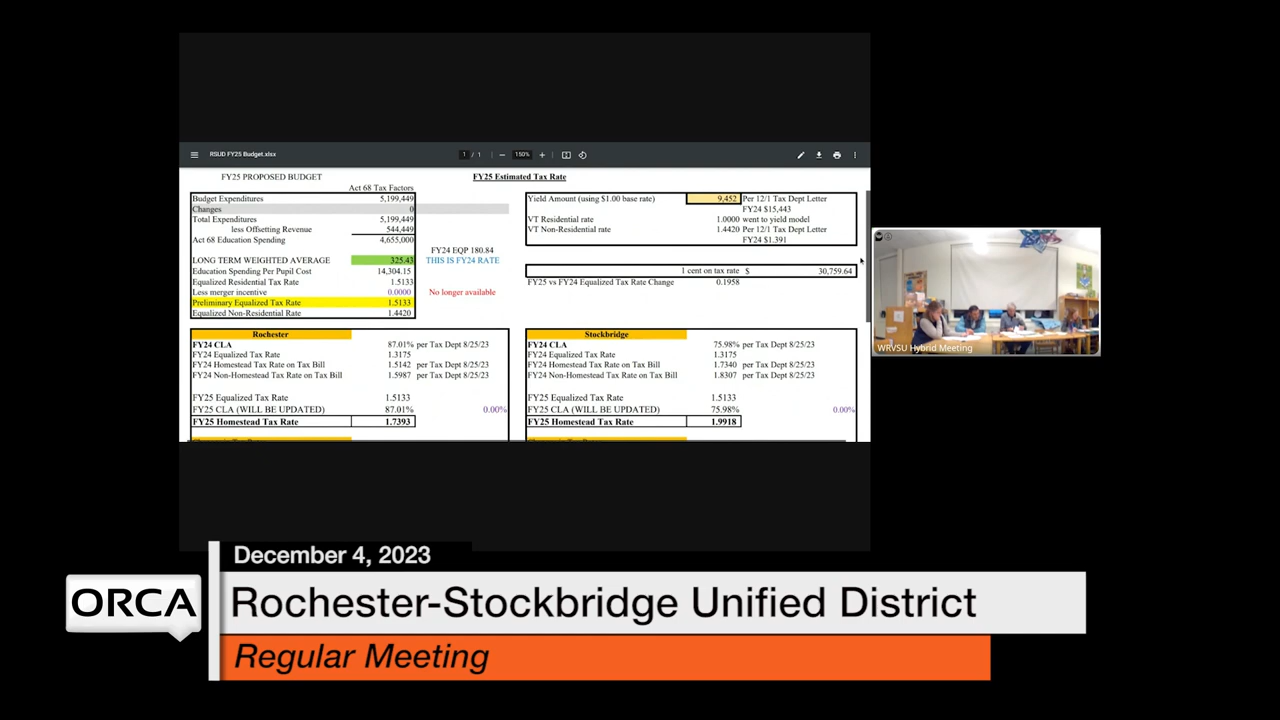 RSUD FY25 Budget.xlsx
1 / 1
150%
FY25 PROPOSED BUDGET
Act 68 Tax Factors
Budget Expenditures 5,199,449
Changes 0
Total Expenditures 5,199,449
less Offsetting Revenue 544,449
Act 68 Education Spending 4,655,000
FY24 EQP 180.84
LONG TERM WEIGHTED AVERAGE 325.43 THIS IS FY24 RATE
Education Spending Per Pupil Cost 14,304.15
Equalized Residential Tax Rate 1.5133
Less merger incentive 0.0000 No longer available
Preliminary Equalized Tax Rate 1.5133
Equalized Non-Residential Rate 1.4420
FY25 Estimated Tax Rate
Yield Amount (using $1.00 base rate) 9,452 Per 12/1 Tax Dept Letter
FY24 $15,443
VT Residential rate 1.0000 went to yield model
VT Non-Residential rate 1.4420 Per 12/1 Tax Dept Letter
FY24 $1.391
1 cent on tax rate $ 30,759.64
FY25 vs FY24 Equalized Tax Rate Change 0.1958
Rochester
FY24 CLA 87.01% per Tax Dept 8/25/23
FY24 Equalized Tax Rate 1.3175
FY24 Homestead Tax Rate on Tax Bill 1.5142 per Tax Dept 8/25/23
FY24 Non-Homestead Tax Rate on Tax Bill 1.5987 per Tax Dept 8/25/23
FY25 Equalized Tax Rate 1.5133
FY25 CLA (WILL BE UPDATED) 87.01% 0.00%
FY25 Homestead Tax Rate 1.7393
Stockbridge
FY24 CLA 75.98% per Tax Dept 8/25/23
FY24 Equalized Tax Rate 1.3175
FY24 Homestead Tax Rate on Tax Bill 1.7340 per Tax Dept 8/25/23
FY24 Non-Homestead Tax Rate on Tax Bill 1.8307 per Tax Dept 8/25/23
FY25 Equalized Tax Rate 1.5133
FY25 CLA (WILL BE UPDATED) 75.98% 0.00%
FY25 Homestead Tax Rate 1.9918
WRVSU Hybrid Meeting
December 4, 2023
ORCA
Rochester-Stockbridge Unified District
Regular Meeting